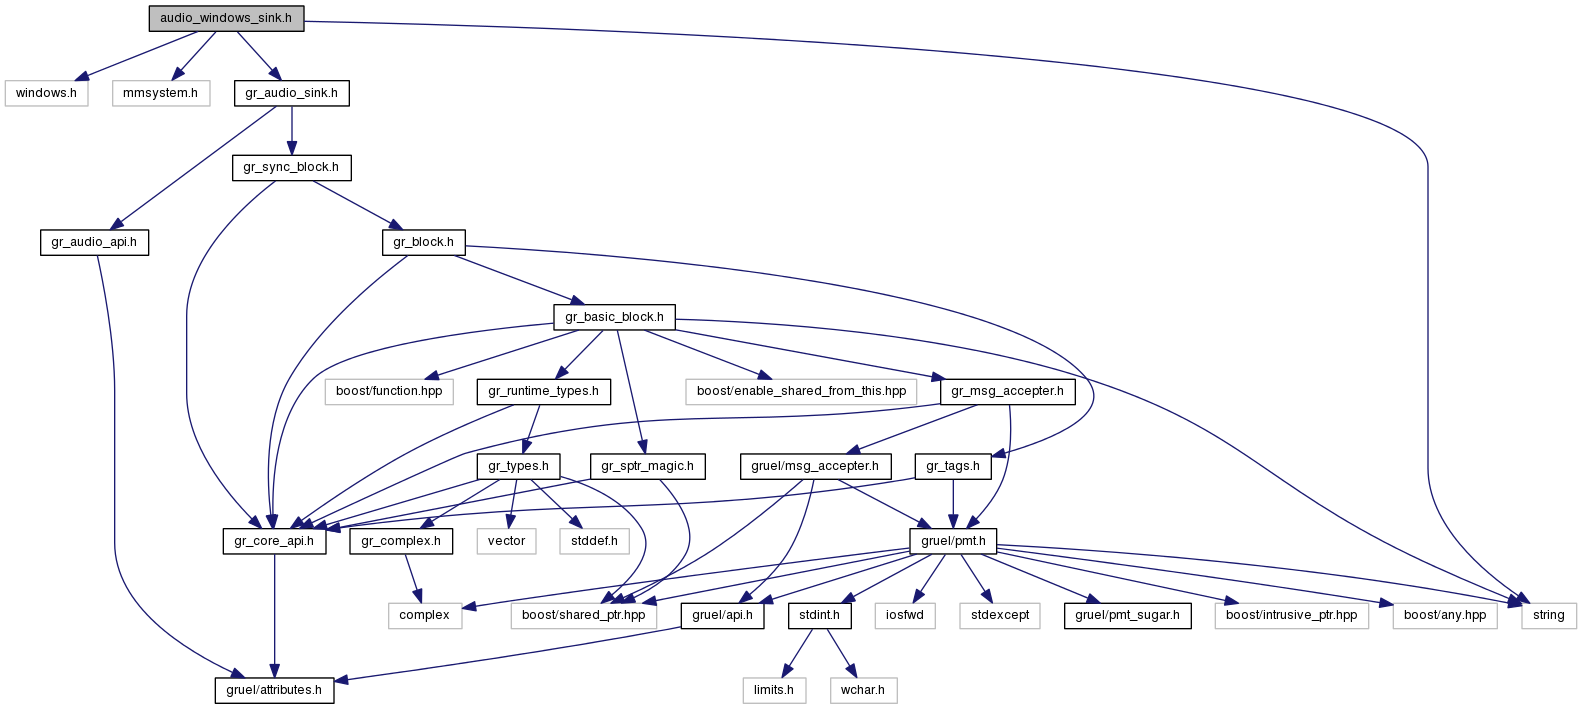 audio_windows_sink.h
windows.h
mmsystem.h
gr_audio_sink.h
gr_sync_block.h
gr_audio_api.h
gr_block.h
gr_basic_block.h
boost/function.hpp
gr_runtime_types.h
boost/enable_shared_from_this.hpp
gr_msg_accepter.h
gr_types.h
gr_sptr_magic.h
gruel/msg_accepter.h
gr_tags.h
gr_core_api.h
gr_complex.h
vector
stddef.h
gruel/pmt.h
complex
boost/shared_ptr.hpp
gruel/api.h
stdint.h
iosfwd
stdexcept
gruel/pmt_sugar.h
boost/intrusive_ptr.hpp
boost/any.hpp
string
gruel/attributes.h
limits.h
wchar.h